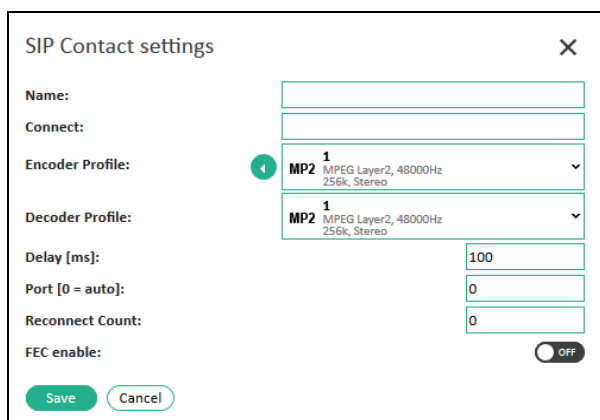 SIP Contact settings
Name:
Connect:
Encoder Profile:
1
MP2 MPEG Layer2, 48000Hz
256k, Stereo
Decoder Profile:
1
MP2 MPEG Layer2, 48000Hz
256k, Stereo
Delay [ms]: 100
Port [0 = auto]: 0
Reconnect Count: 0
FEC enable: OFF
Save Cancel